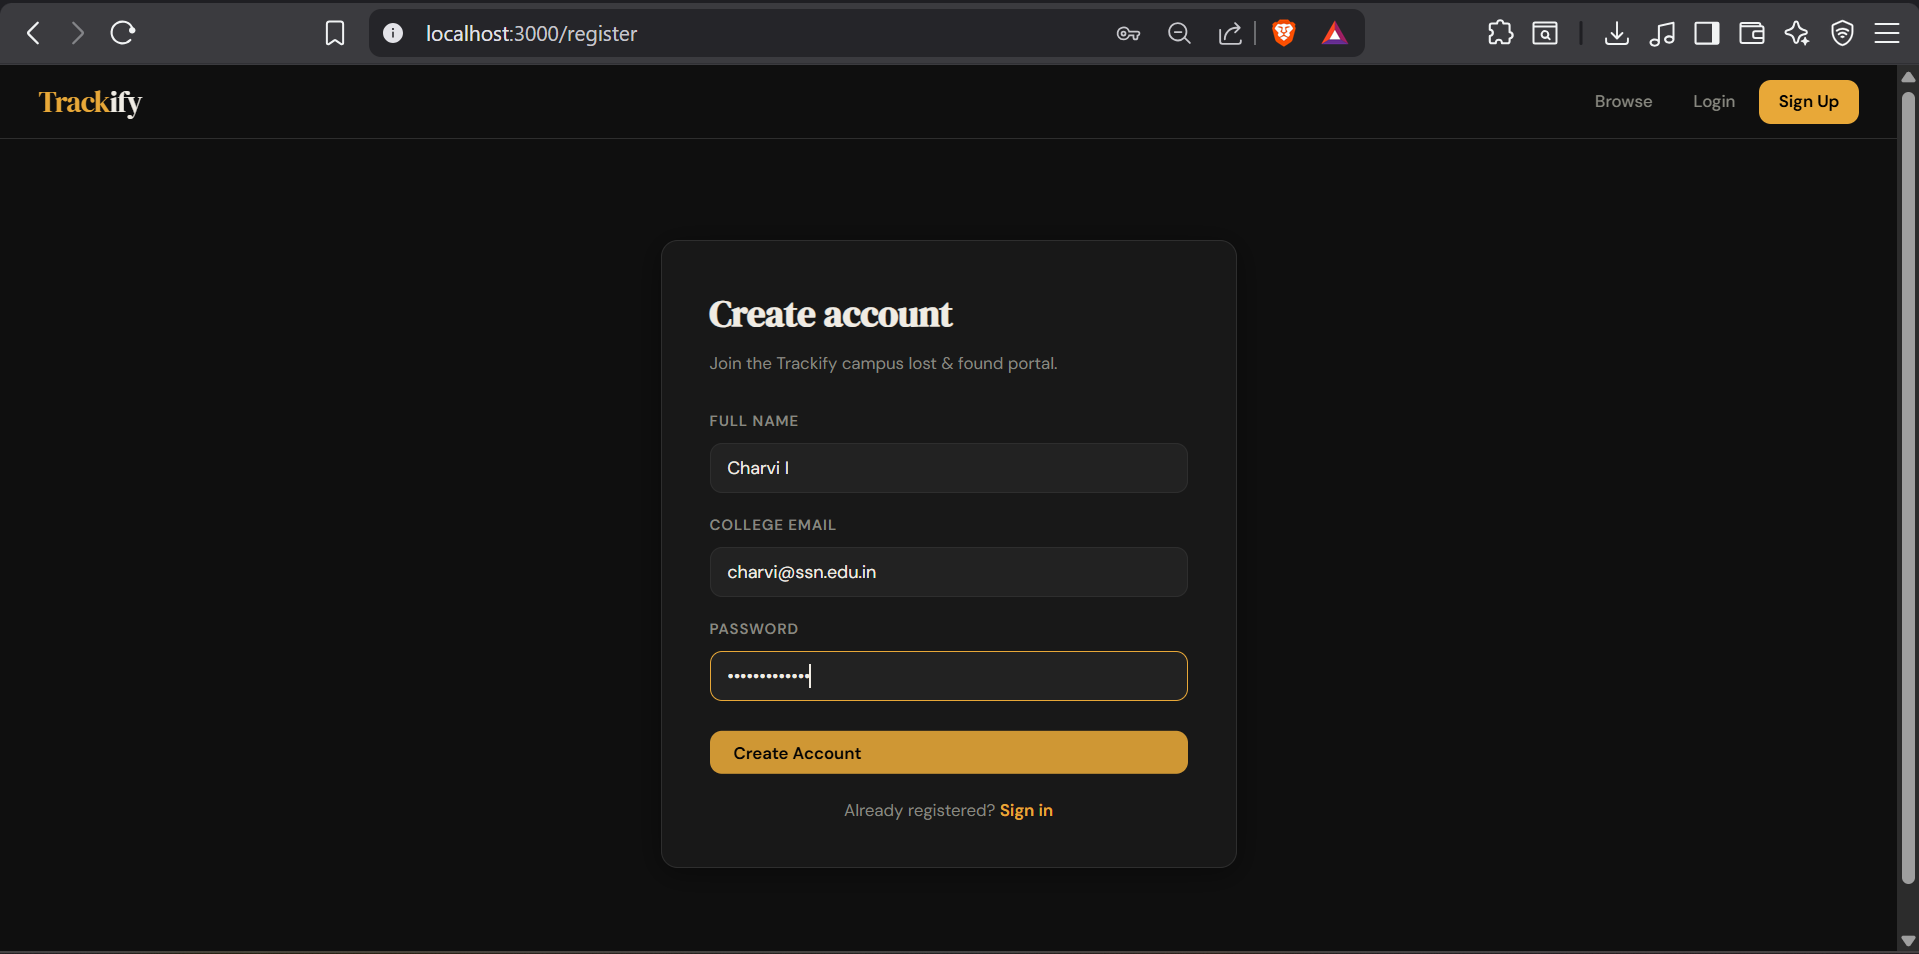 localhost:3000/register
Trackify
Browse
Login
Sign Up
Create account
Join the Trackify campus lost & found portal.
FULL NAME
Charvi I
COLLEGE EMAIL
charvi@ssn.edu.in
PASSWORD
•••••••••••••
Create Account
Already registered? Sign in